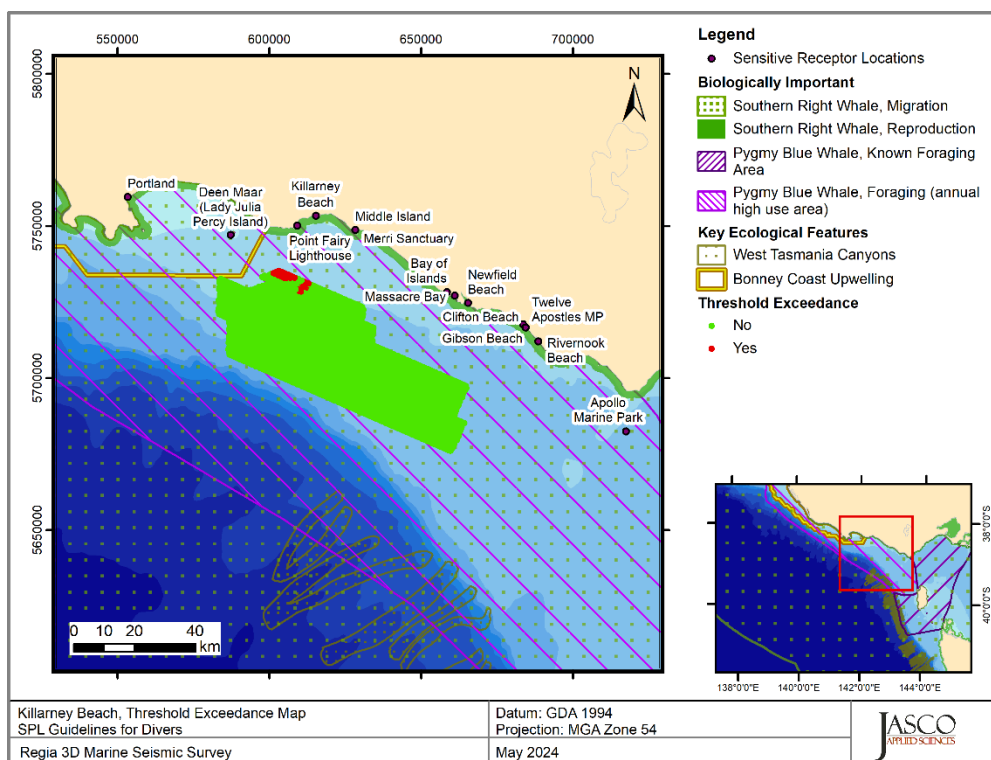 550000 600000 650000 700000
5800000
5750000
5700000
5650000
N
Portland
Deen Maar
(Lady Julia
Percy Island)
Killarney
Beach
Point Fairy
Lighthouse
Middle Island
Merri Sanctuary
Bay of
Islands
Massacre Bay
Newfield
Beach
Clifton Beach
Twelve
Apostles MP
Gibson Beach
Rivernook
Beach
Apollo
Marine Park
0 10 20 40
km
Legend
Sensitive Receptor Locations
Biologically Important
Southern Right Whale, Migration
Southern Right Whale, Reproduction
Pygmy Blue Whale, Known Foraging
Area
Pygmy Blue Whale, Foraging (annual
high use area)
Key Ecological Features
West Tasmania Canyons
Bonney Coast Upwelling
Threshold Exceedance
No
Yes
38°0'0"S
40°0'0"S
138°0'0"E 140°0'0"E 142°0'0"E 144°0'0"E
Killarney Beach, Threshold Exceedance Map
SPL Guidelines for Divers
Regia 3D Marine Seismic Survey
Datum: GDA 1994
Projection: MGA Zone 54
May 2024
JASCO
APPLIED SCIENCES